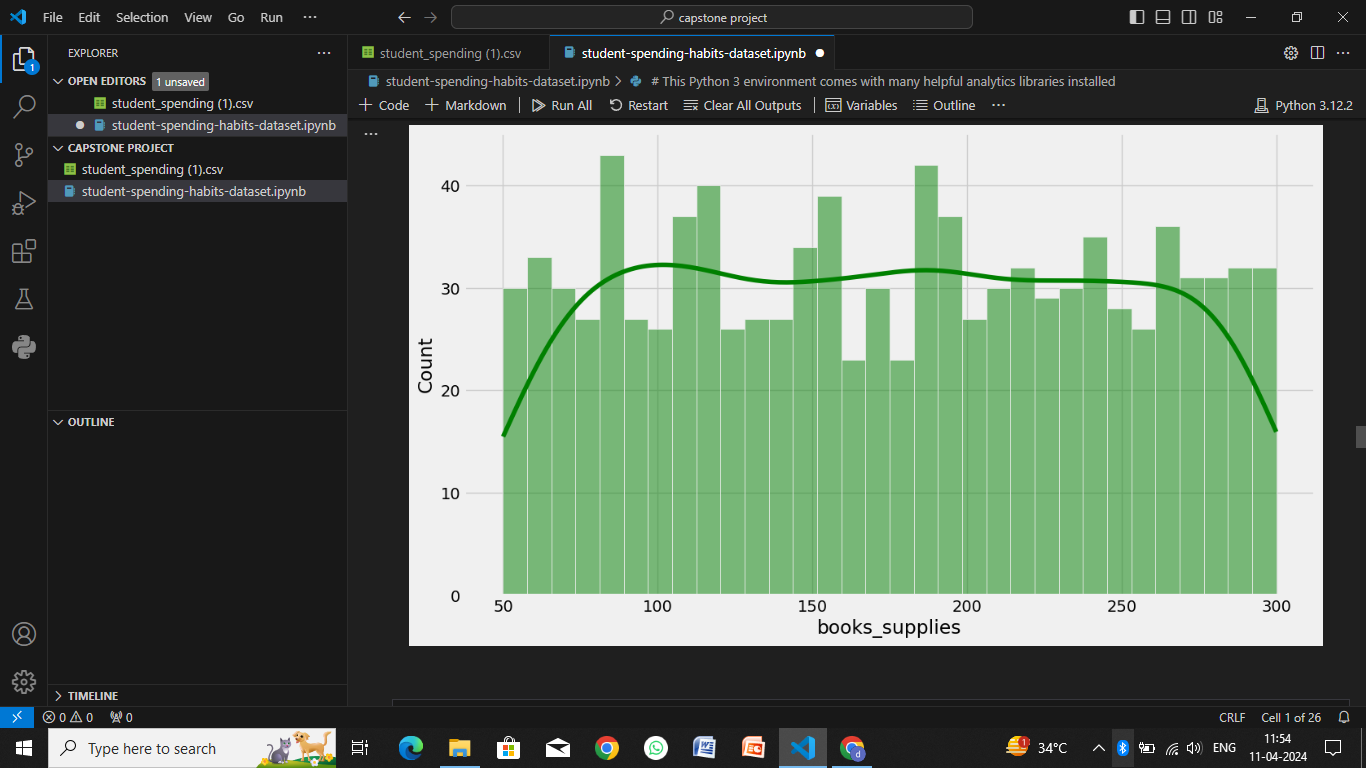 File Edit Selection View Go Run ···
capstone project
EXPLORER ···
OPEN EDITORS 1 unsaved
student_spending (1).csv
student-spending-habits-dataset.ipynb
CAPSTONE PROJECT
student_spending (1).csv
student-spending-habits-dataset.ipynb
OUTLINE
TIMELINE
1
student_spending (1).csv
student-spending-habits-dataset.ipynb
student-spending-habits-dataset.ipynb > # This Python 3 environment comes with many helpful analytics libraries installed
+ Code + Markdown Run All Restart Clear All Outputs Variables Outline ··· Python 3.12.2
Count
40
30
20
10
0
50 100 150 200 250 300
books_supplies
0 0 0 CRLF Cell 1 of 26
Type here to search
1 34°C ENG 11:54
11-04-2024